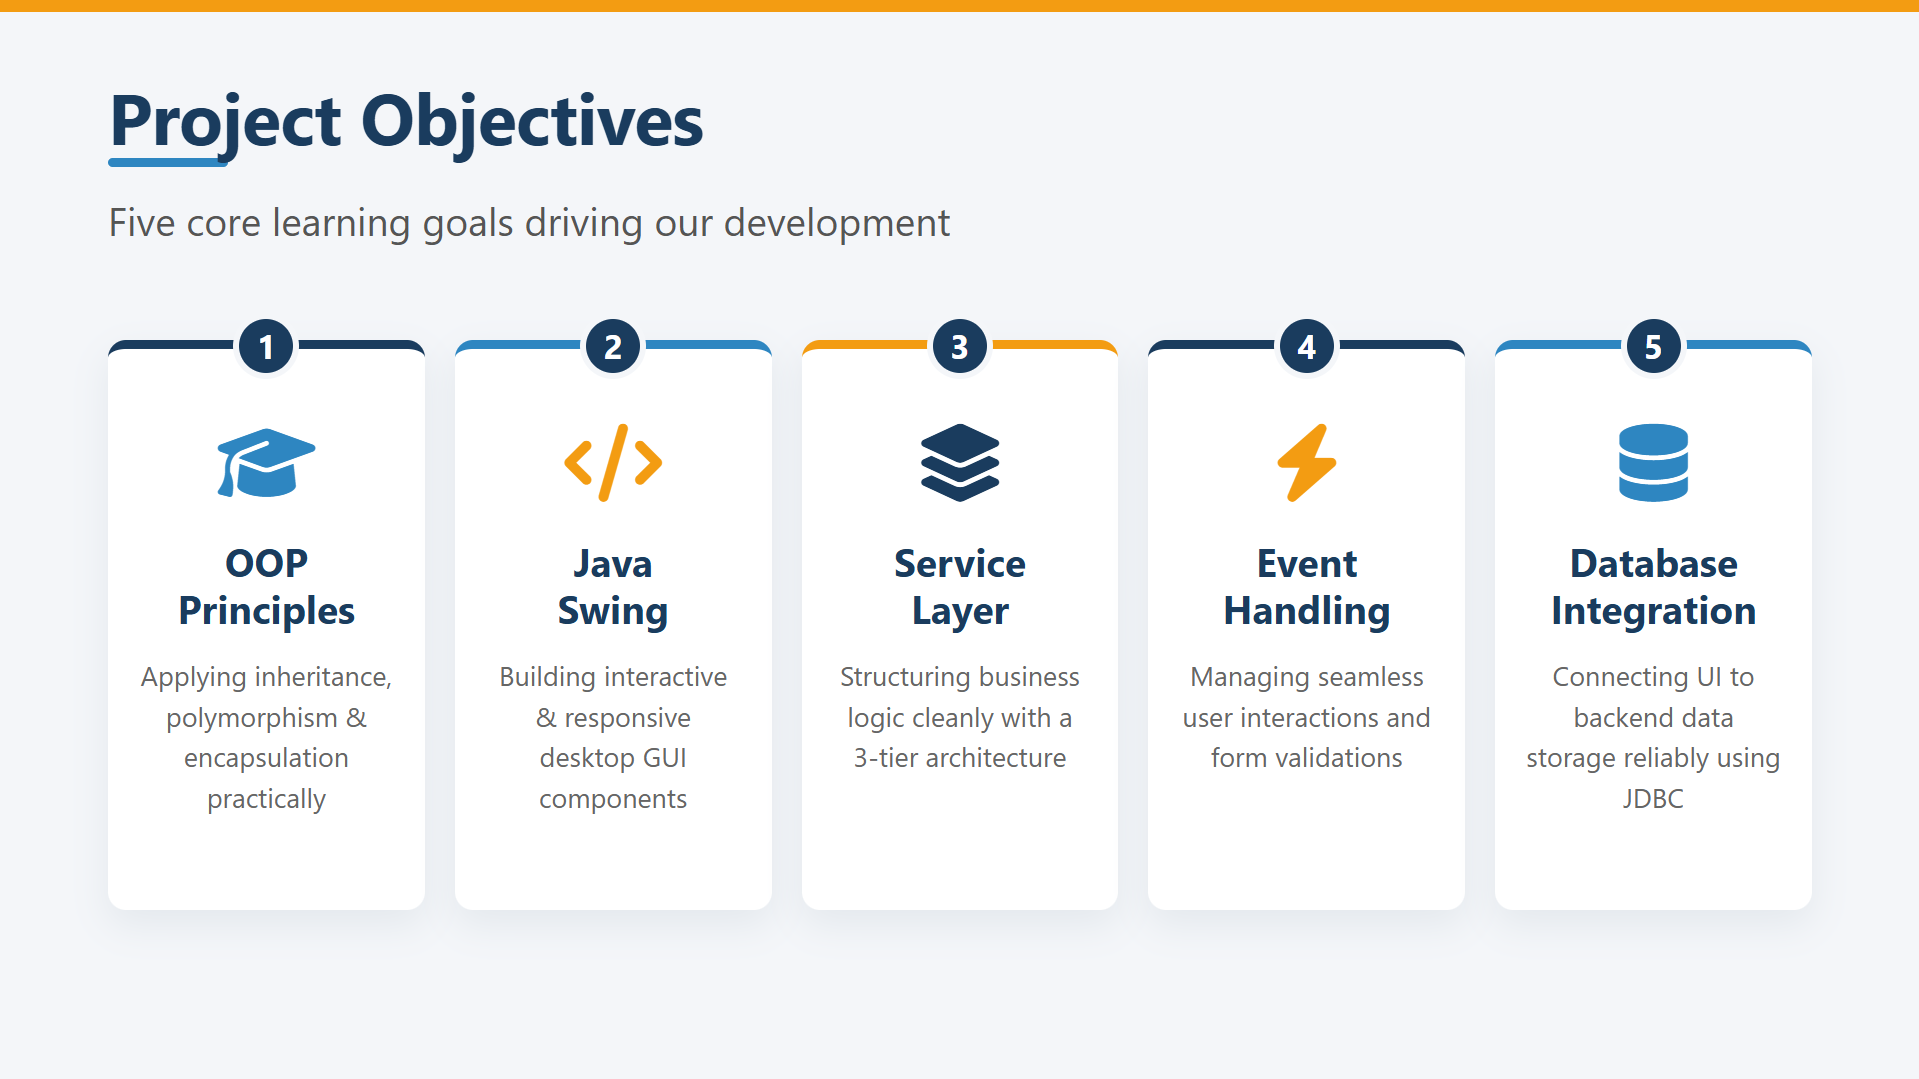 Project Objectives
Five core learning goals driving our development
1
OOP
Principles
Applying inheritance,
polymorphism &
encapsulation
practically
2
Java
Swing
Building interactive
& responsive
desktop GUI
components
3
Service
Layer
Structuring business
logic cleanly with a
3-tier architecture
4
Event
Handling
Managing seamless
user interactions and
form validations
5
Database
Integration
Connecting UI to
backend data
storage reliably using
JDBC